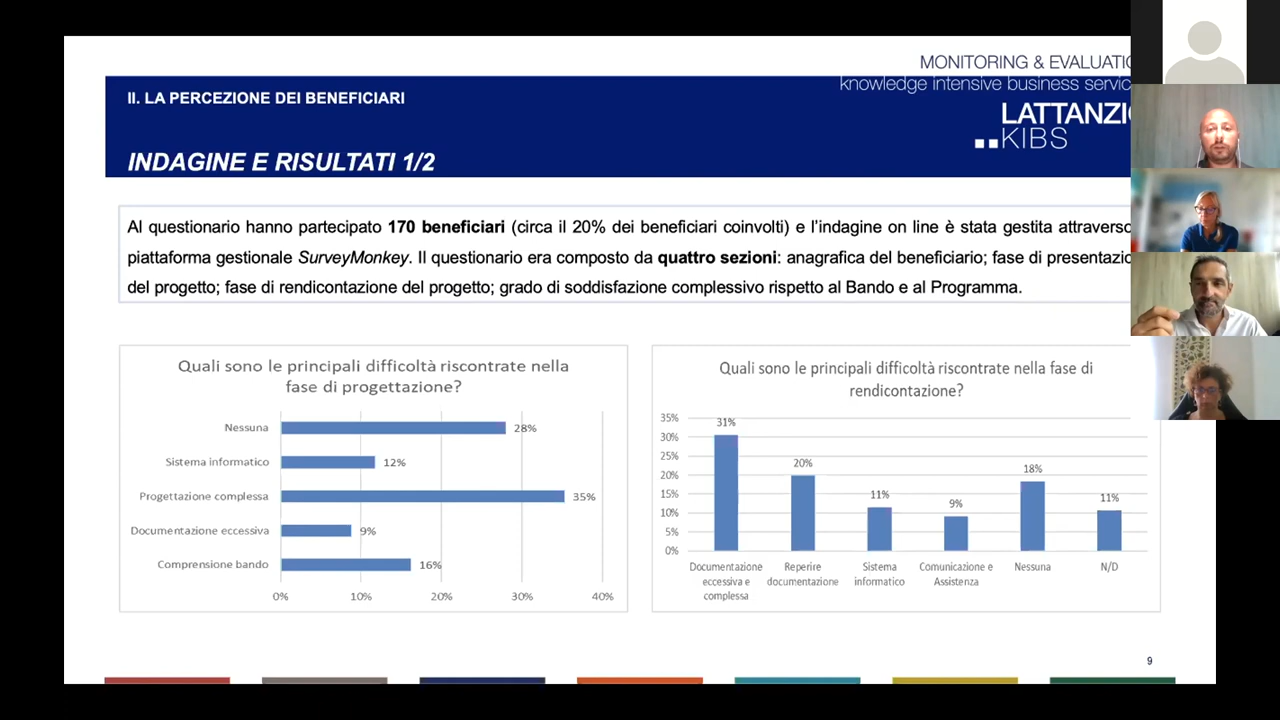 MONITORING & EVALUATIO
knowledge intensive business servic
II. LA PERCEZIONE DEI BENEFICIARI
LATTANZIO
KIBS
INDAGINE E RISULTATI 1/2
Al questionario hanno partecipato 170 beneficiari (circa il 20% dei beneficiari coinvolti) e l'indagine on line è stata gestita attraverso
piattaforma gestionale SurveyMonkey. Il questionario era composto da quattro sezioni: anagrafica del beneficiario; fase di presentazio
del progetto; fase di rendicontazione del progetto; grado di soddisfazione complessivo rispetto al Bando e al Programma.
Quali sono le principali difficoltà riscontrate nella
fase di progettazione?
Nessuna 28%
Sistema informatico 12%
Progettazione complessa 35%
Documentazione eccessiva 9%
Comprensione bando 16%
0% 10% 20% 30% 40%
Quali sono le principali difficoltà riscontrate nella fase di
rendicontazione?
35%
30%
25%
20%
15%
10%
5%
0%
31% 20% 11% 9% 18% 11%
Documentazione
eccessiva e
complessa
Reperire
documentazione
Sistema
informatico
Comunicazione e
Assistenza
Nessuna
N/D
9